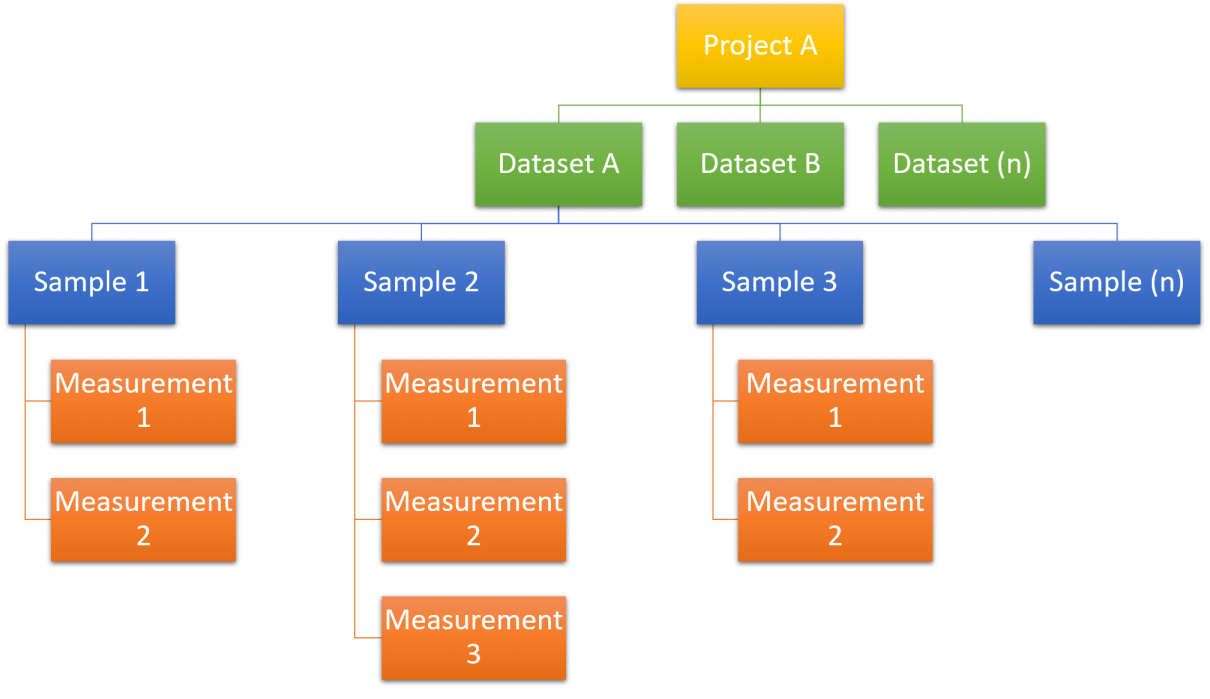 Project A
Dataset A
Dataset B
Dataset (n)
Sample 1
Sample 2
Sample 3
Sample (n)
Measurement
1
Measurement
1
Measurement
1
Measurement
2
Measurement
2
Measurement
2
Measurement
3